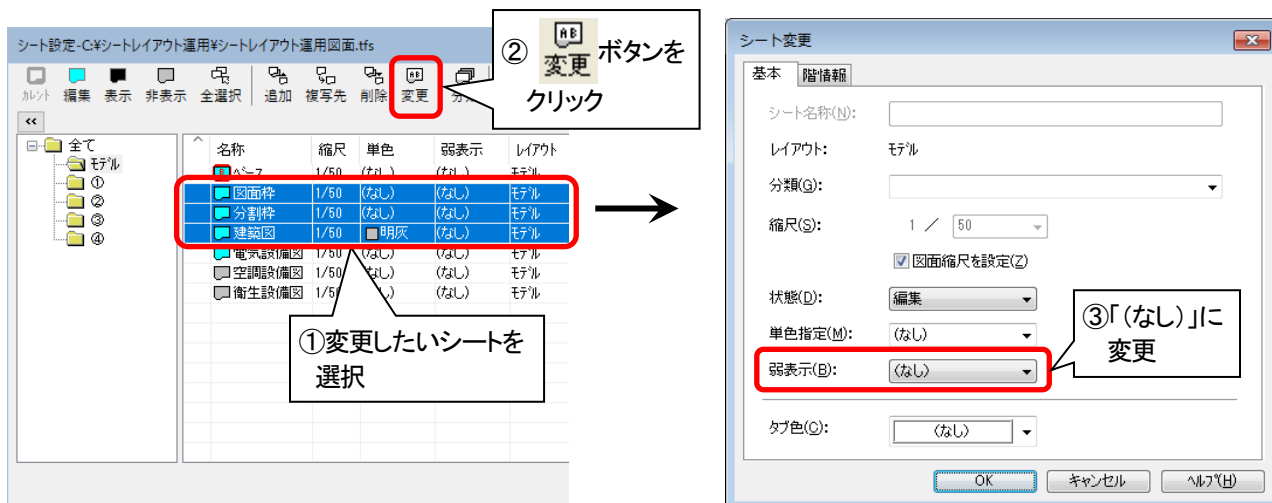 シート設定-C:¥シートレイアウト運用¥シートレイアウト運用図面.tfs
カレント 編集 表示 非表示 全選択 追加 複写先 削除 変更
<<
全て
モデル
①
②
③
④
名称 縮尺 単色 弱表示 レイアウト
ベース 1/50 (なし) (なし) モデル
図面枠 1/50 (なし) (なし) モデル
分割枠 1/50 (なし) (なし) モデル
建築図 1/50 明灰 (なし) モデル
電気設備図 1/50 (なし) (なし) モデル
空調設備図 1/50 (なし) (なし) モデル
衛生設備図 1/50 (なし) (なし) モデル
② AB 変更 ボタンを
クリック
①変更したいシートを
選択
シート変更
基本 階情報
シート名称(N):
レイアウト: モデル
分類(G):
縮尺(S): 1 ／ 50
図面縮尺を設定(Z)
状態(D): 編集
単色指定(M): (なし)
弱表示(B): (なし)
タブ色(C): (なし)
OK キャンセル ヘルプ(H)
③「(なし)」に
変更